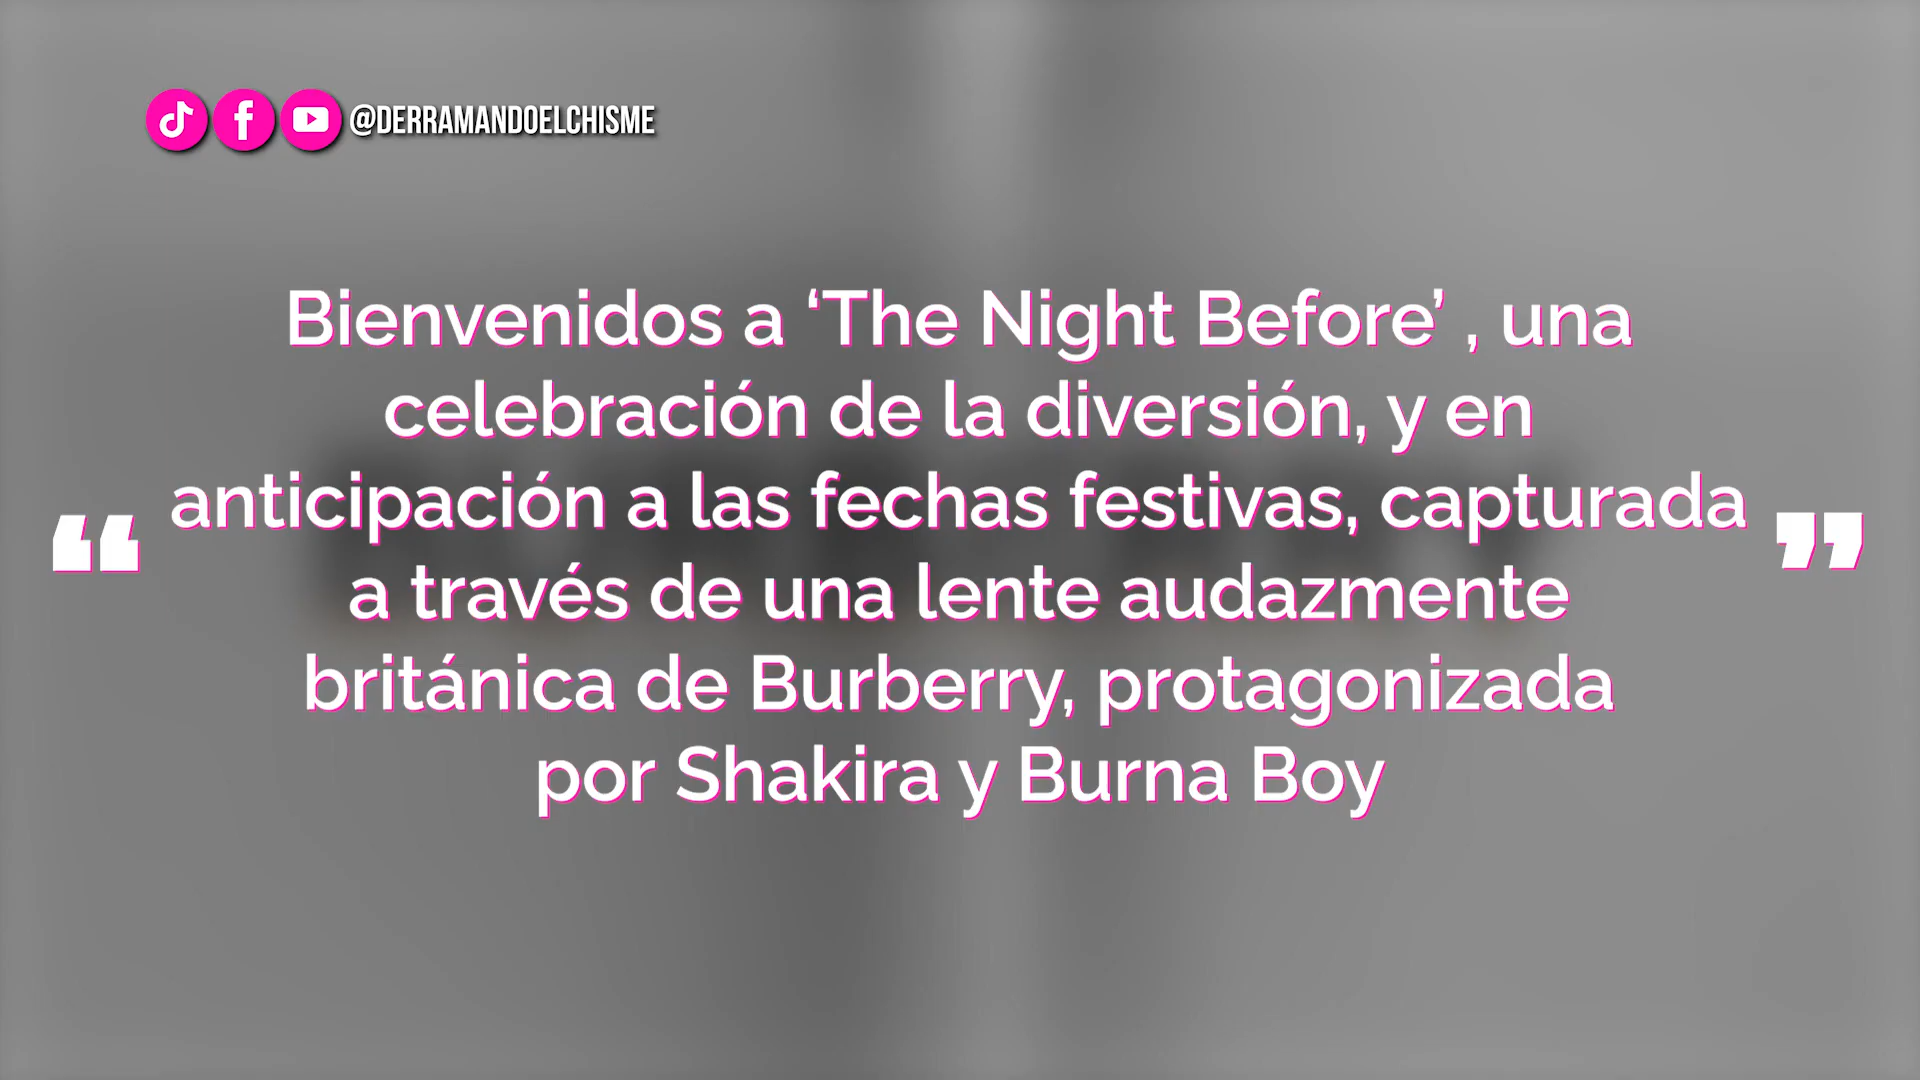 @DERRAMANDOELCHISME
Bienvenidos a ‘The Night Before’ , una
celebración de la diversión, y en
“ anticipación a las fechas festivas, capturada ”
a través de una lente audazmente
británica de Burberry, protagonizada
por Shakira y Burna Boy